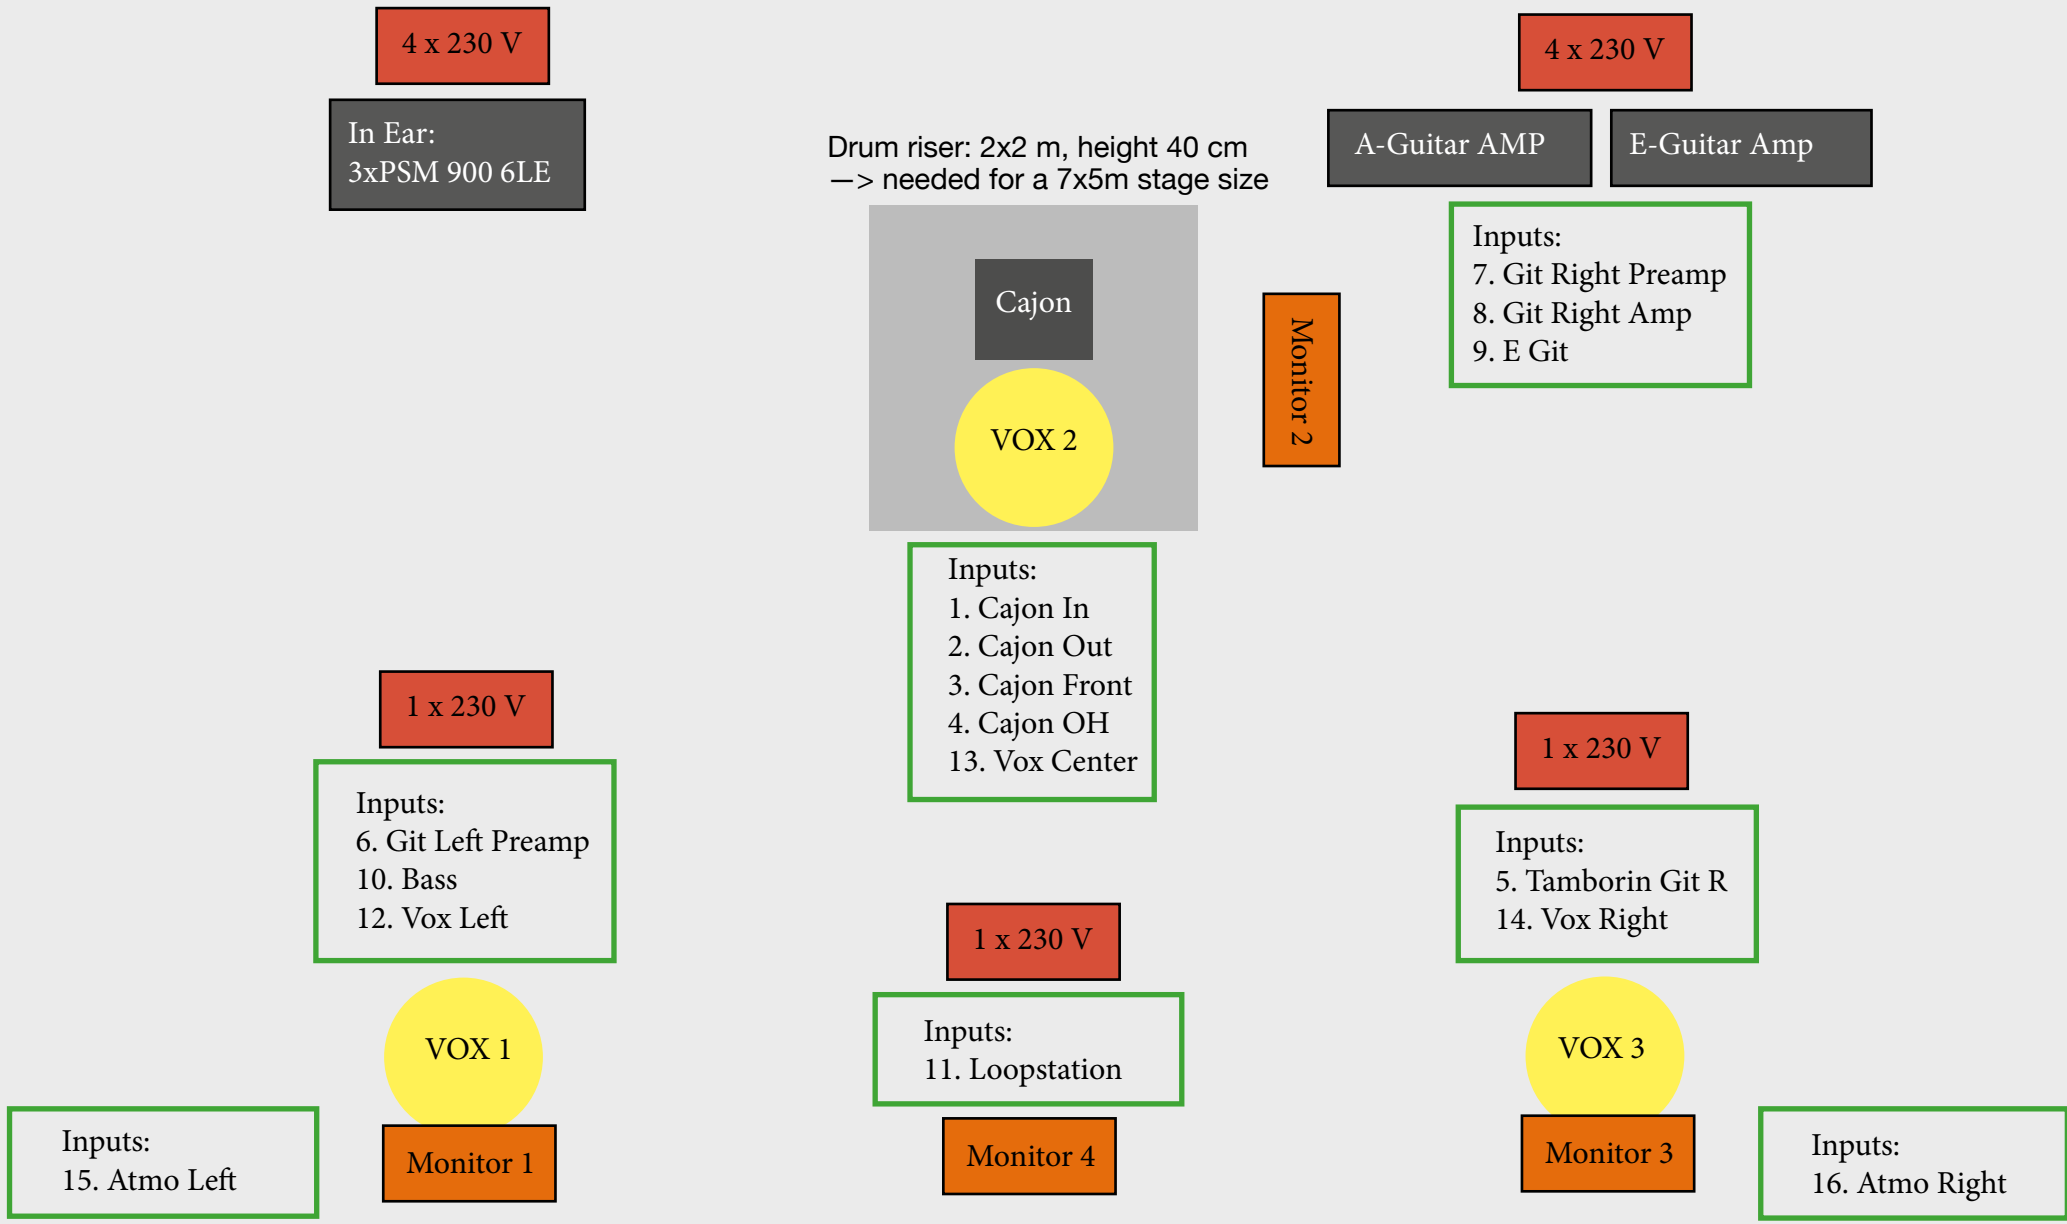 4 x 230 V
4 x 230 V
In Ear:
3xPSM 900 6LE
Drum riser: 2x2 m, height 40 cm
—> needed for a 7x5m stage size
A-Guitar AMP
E-Guitar Amp
Inputs:
7. Git Right Preamp
8. Git Right Amp
9. E Git
Cajon
Monitor 2
VOX 2
Inputs:
1. Cajon In
2. Cajon Out
3. Cajon Front
4. Cajon OH
13. Vox Center
1 x 230 V
Inputs:
6. Git Left Preamp
10. Bass
12. Vox Left
1 x 230 V
Inputs:
5. Tamborin Git R
14. Vox Right
1 x 230 V
Inputs:
11. Loopstation
VOX 1
VOX 3
Inputs:
15. Atmo Left
Monitor 1
Monitor 4
Monitor 3
Inputs:
16. Atmo Right